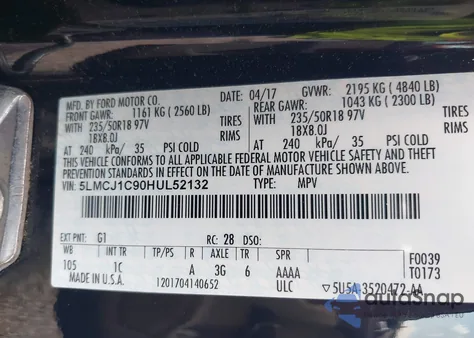 MFD. BY FORD MOTOR CO.
04/17 GVWR: 2195 KG ( 4840 LB)
FRONT GAWR: 1161 KG ( 2560 LB) REAR GAWR: 1043 KG ( 2300 LB)
WITH 235/50R18 97V TIRES WITH 235/50R18 97V TIRES
18X8.0J RIMS 18X8.0J RIMS
AT 240 kPa/ 35 PSI COLD AT 240 kPa/ 35 PSI COLD
THIS VEHICLE CONFORMS TO ALL APPLICABLE FEDERAL MOTOR VEHICLE SAFETY AND THEFT
PREVENTION STANDARDS IN EFFECT ON THE DATE OF MANUFACTURE SHOWN ABOVE.
VIN: 5LMCJ1C90HUL52132 TYPE: MPV
EXT PNT: G1 RC: 28 DSO: F0039
WB INT TR TP/PS R AXLE TR SPR T0173
105 1C A 3G 6 AAAA
MADE IN U.S.A. 1201704140652 ULC ▽5U5A-3520472-AA
autosnap